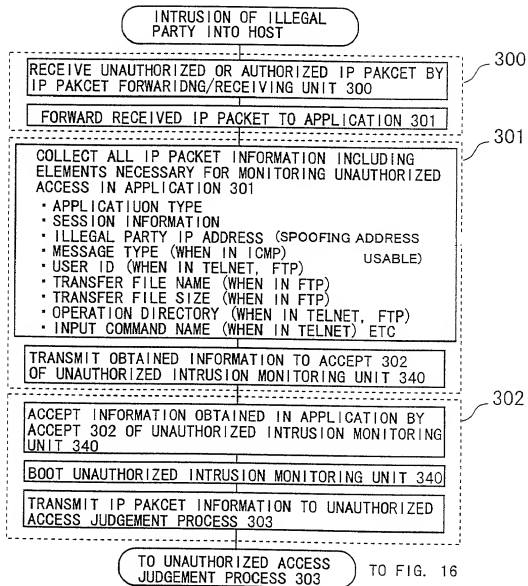 INTRUSION OF ILLEGAL
PARTY INTO HOST
300
RECEIVE UNAUTHORIZED OR AUTHORIZED IP PAKCET BY
IP PAKCET FORWARIDNG/RECEIVING UNIT 300
FORWARD RECEIVED IP PACKET TO APPLICATION 301
301
COLLECT ALL IP PACKET INFORMATION INCLUDING
ELEMENTS NECESSARY FOR MONITORING UNAUTHORIZED
ACCESS IN APPLICATION 301
・APPLICATIUON TYPE
・SESSION INFORMATION
・ILLEGAL PARTY IP ADDRESS (SPOOFING ADDRESS
USABLE)
・MESSAGE TYPE (WHEN IN ICMP)
・USER ID (WHEN IN TELNET, FTP)
・TRANSFER FILE NAME (WHEN IN FTP)
・TRANSFER FILE SIZE (WHEN IN FTP)
・OPERATION DIRECTORY (WHEN IN TELNET, FTP)
・INPUT COMMAND NAME (WHEN IN TELNET) ETC
TRANSMIT OBTAINED INFORMATION TO ACCEPT 302
OF UNAUTHORIZED INTRUSION MONITORING UNIT 340
302
ACCEPT INFORMATION OBTAINED IN APPLICATION BY
ACCEPT 302 OF UNAUTHORIZED INTRUSION MONITORING
UNIT 340
BOOT UNAUTHORIZED INTRUSION MONITORING UNIT 340
TRANSMIT IP PAKCET INFORMATION TO UNAUTHORIZED
ACCESS JUDGEMENT PROCESS 303
TO UNAUTHORIZED ACCESS
JUDGEMENT PROCESS 303
TO FIG. 16